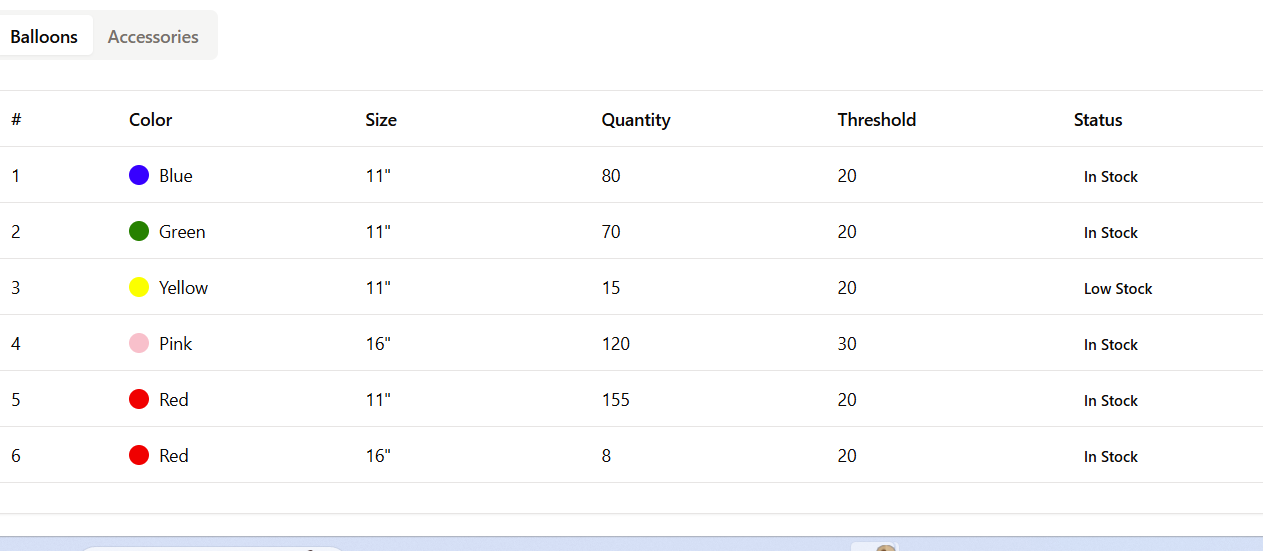 Balloons Accessories
# Color Size Quantity Threshold Status
1 Blue 11" 80 20 In Stock
2 Green 11" 70 20 In Stock
3 Yellow 11" 15 20 Low Stock
4 Pink 16" 120 30 In Stock
5 Red 11" 155 20 In Stock
6 Red 16" 8 20 In Stock